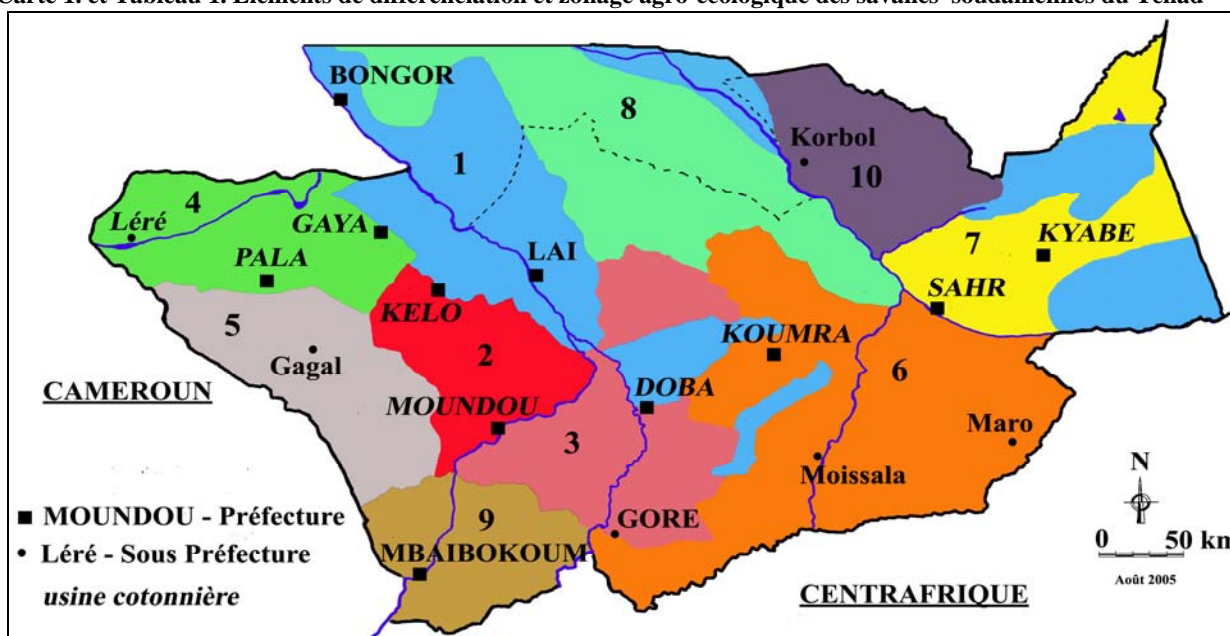 Carte 1. et Tableau 1. Eléments de différenciation et zonage agro-écologique des savanes soudaniennes du Tchad
BONGOR
8
Korbol
1
10
4
Léré
GAYA
7
KYABE
PALA
LAI
SAHR
KELO
5
KOUMRA
Gagal
2
6
CAMEROUN
DOBA
MOUNDOU
Maro
3
Moissala
N
■ MOUNDOU - Préfecture
9
GORE
0 50 km
• Léré - Sous Préfecture
MBAIBOKOUM
Août 2005
usine cotonnière
CENTRAFRIQUE